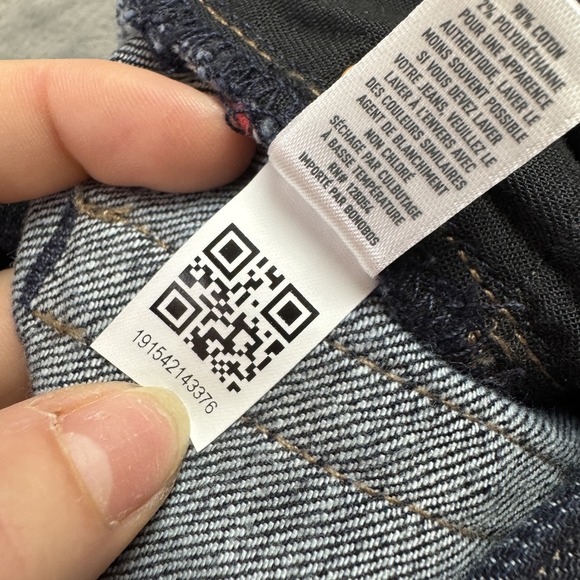 98% COTON
2% POLYURÉTHANNE
POUR UNE APPARENCE
AUTHENTIQUE, LAVER LE
MOINS SOUVENT POSSIBLE
SI VOUS DEVEZ LAVER
VOTRE JEANS, VEUILLEZ LE
LAVER À L'ENVERS AVEC
DES COULEURS SIMILAIRES
AGENT DE BLANCHIMENT
NON CHLORÉ
SÉCHAGE PAR CULBUTAGE
À BASSE TEMPÉRATURE
RN# 128054
IMPORTÉ PAR BONOBOS
191542143376